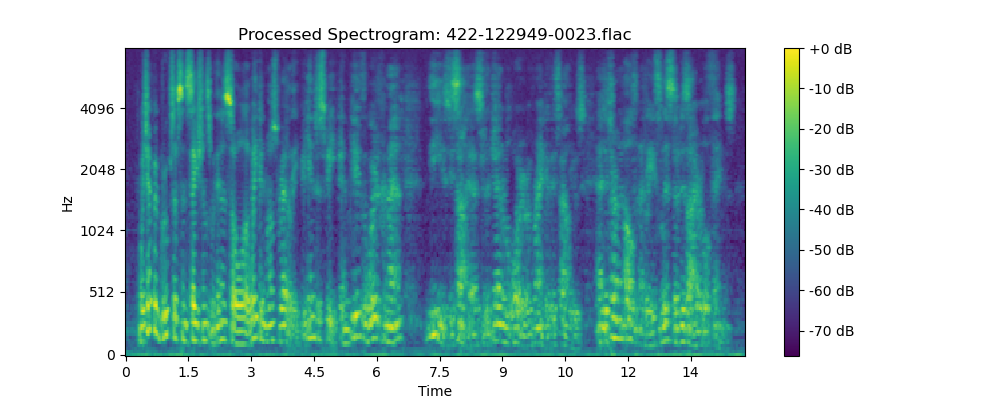 Processed Spectrogram: 422-122949-0023.flac
Hz
4096
2048
1024
512
0
0 1.5 3 4.5 6 7.5 9 10 12 14
Time
+0 dB
-10 dB
-20 dB
-30 dB
-40 dB
-50 dB
-60 dB
-70 dB